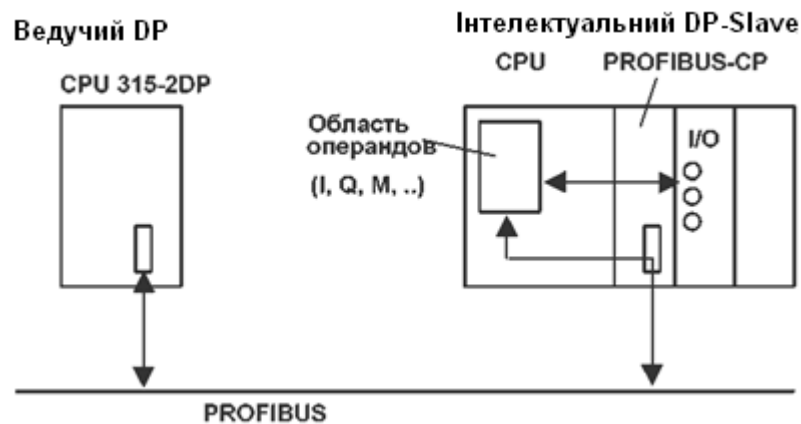 Ведучий DP
Інтелектуальний DP-Slave
CPU 315-2DP
CPU
PROFIBUS-CP
Область
операндов
(I, Q, M, ..)
I/O
PROFIBUS